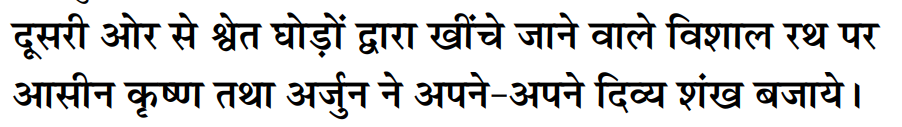 दूसरी ओर से श्वेत घोड़ों द्वारा खींचे जाने वाले विशाल रथ पर
आसीन कृष्ण तथा अर्जुन ने अपने-अपने दिव्य शंख बजाये।